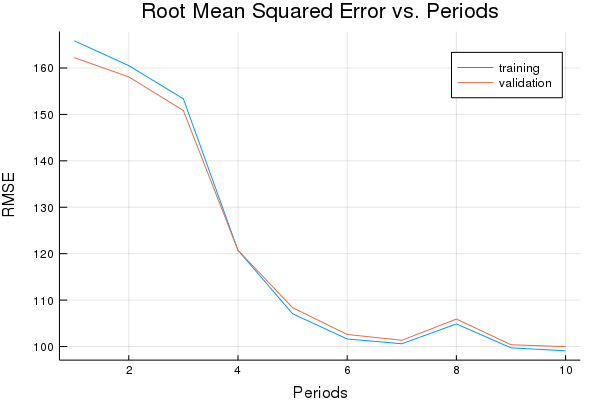 Root Mean Squared Error vs. Periods
training
validation
RMSE
160
150
140
130
120
110
100
2 4 6 8 10
Periods